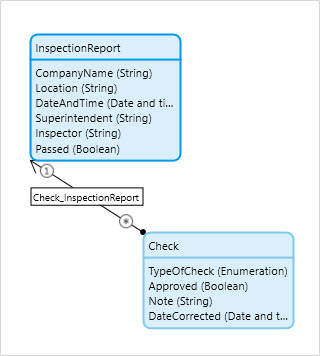 InspectionReport
CompanyName (String)
Location (String)
DateAndTime (Date and ti...
Superintendent (String)
Inspector (String)
Passed (Boolean)
1
Check_InspectionReport
*
Check
TypeOfCheck (Enumeration)
Approved (Boolean)
Note (String)
DateCorrected (Date and t...